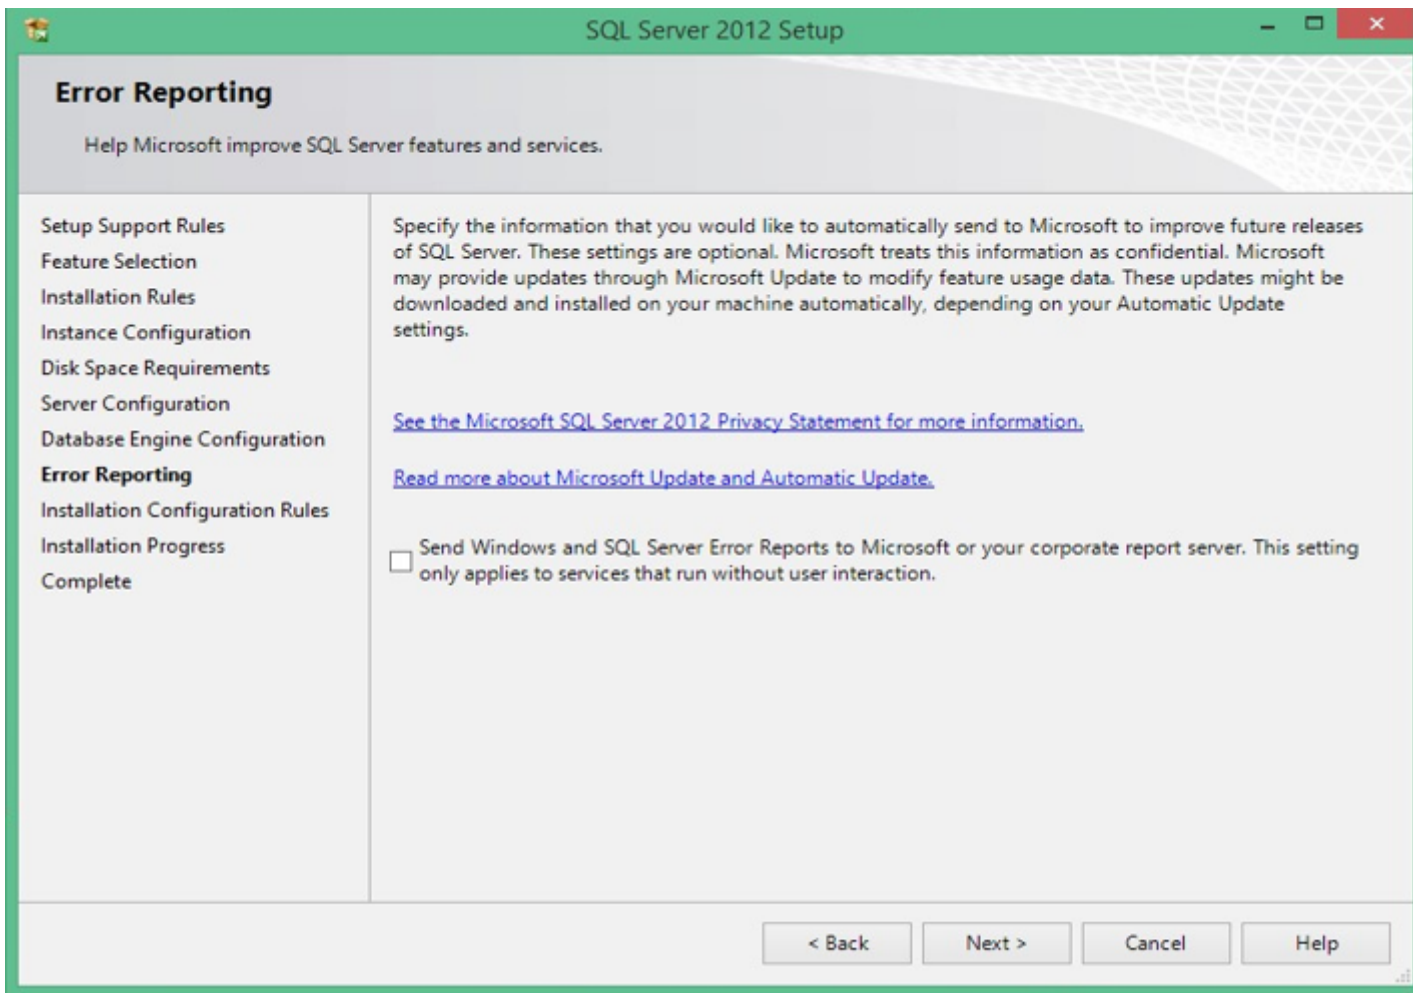 SQL Server 2012 Setup
Error Reporting
Help Microsoft improve SQL Server features and services.
Setup Support Rules
Feature Selection
Installation Rules
Instance Configuration
Disk Space Requirements
Server Configuration
Database Engine Configuration
Error Reporting
Installation Configuration Rules
Installation Progress
Complete
Specify the information that you would like to automatically send to Microsoft to improve future releases
of SQL Server. These settings are optional. Microsoft treats this information as confidential. Microsoft
may provide updates through Microsoft Update to modify feature usage data. These updates might be
downloaded and installed on your machine automatically, depending on your Automatic Update
settings.
See the Microsoft SQL Server 2012 Privacy Statement for more information.
Read more about Microsoft Update and Automatic Update.
Send Windows and SQL Server Error Reports to Microsoft or your corporate report server. This setting
only applies to services that run without user interaction.
< Back
Next >
Cancel
Help